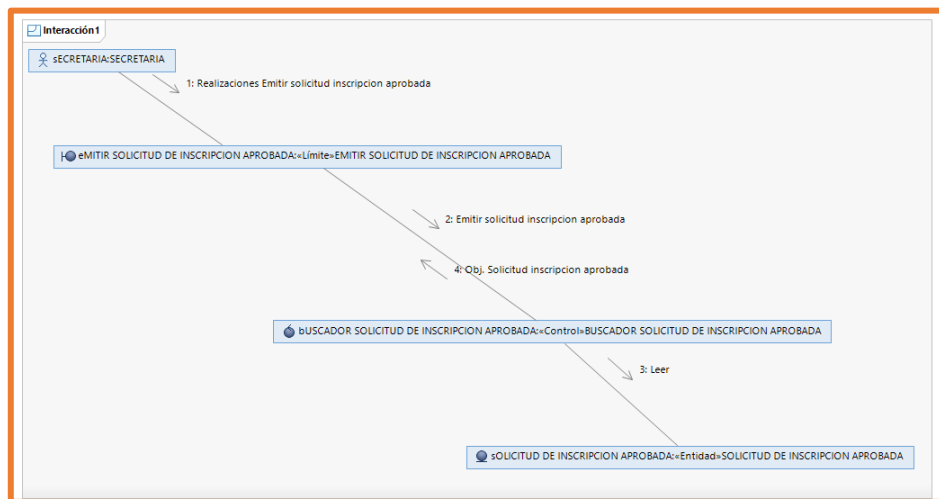 Interacción1
sECRETARIA:SECRETARIA
1: Realizaciones Emitir solicitud inscripcion aprobada
eMITIR SOLICITUD DE INSCRIPCION APROBADA:«Límite»EMITIR SOLICITUD DE INSCRIPCION APROBADA
2: Emitir solicitud inscripcion aprobada
4: Obj. Solicitud inscripcion aprobada
bUSCADOR SOLICITUD DE INSCRIPCION APROBADA:«Control»BUSCADOR SOLICITUD DE INSCRIPCION APROBADA
3: Leer
sOLICITUD DE INSCRIPCION APROBADA:«Entidad»SOLICITUD DE INSCRIPCION APROBADA